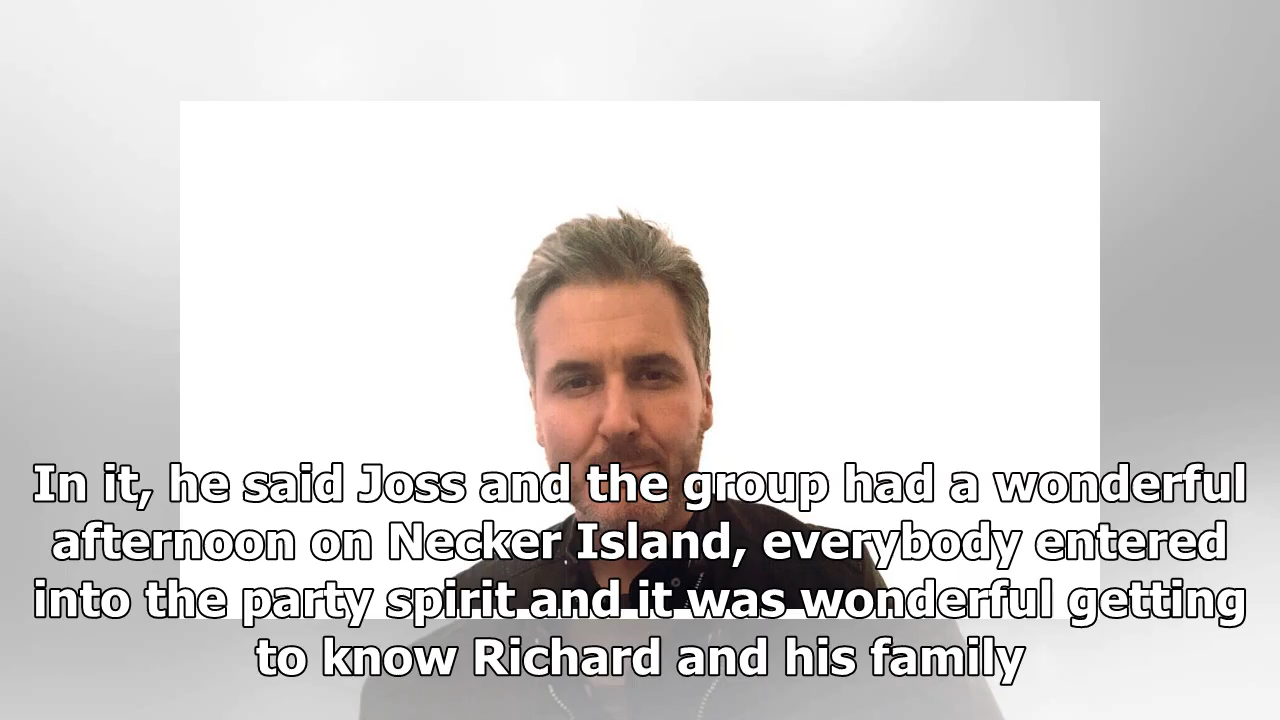 In it, he said Joss and the group had a wonderful
afternoon on Necker Island, everybody entered
into the party spirit and it was wonderful getting
to know Richard and his family